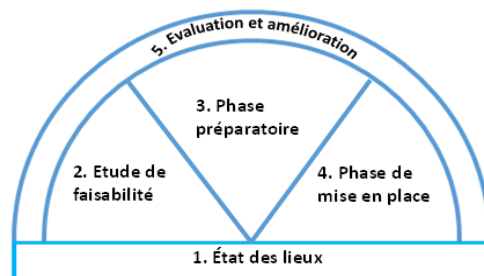 5. Evaluation et amélioration
3. Phase
préparatoire
2. Etude de
faisabilité
4. Phase de
mise en place
1. État des lieux